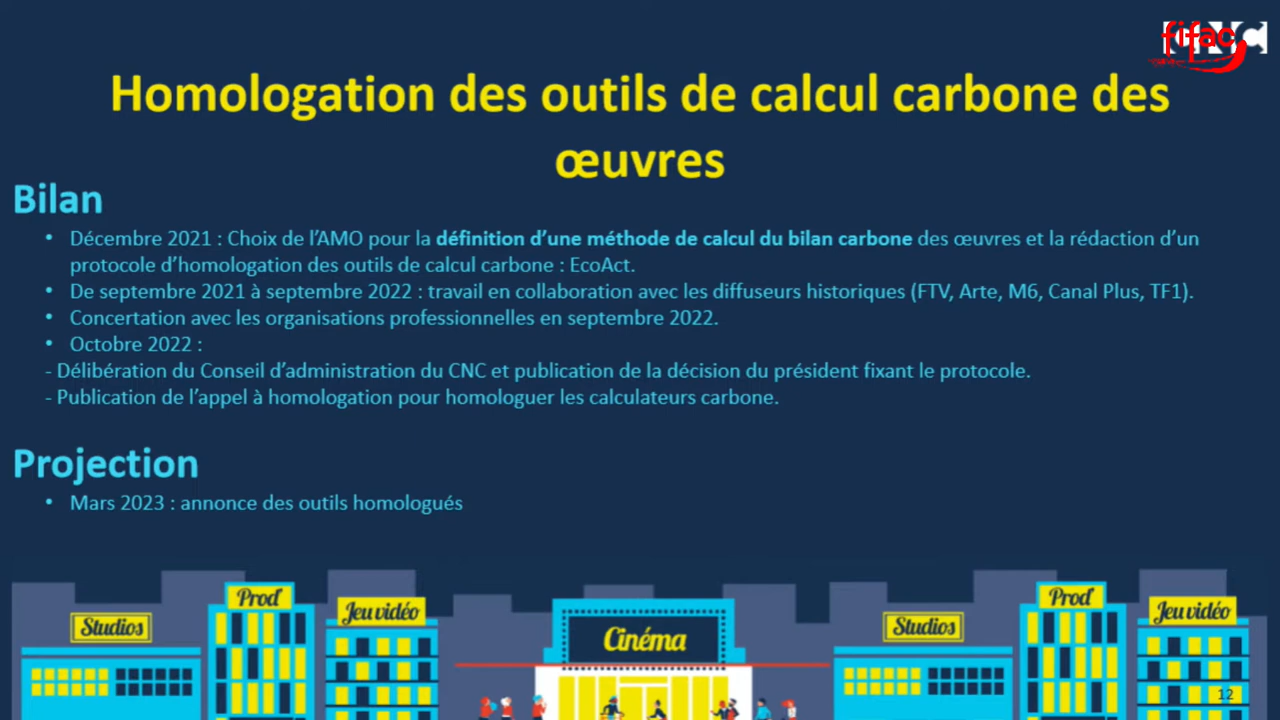 fifac
Homologation des outils de calcul carbone des
œuvres
Bilan
• Décembre 2021 : Choix de l’AMO pour la définition d’une méthode de calcul du bilan carbone des œuvres et la rédaction d’un
protocole d’homologation des outils de calcul carbone : EcoAct.
• De septembre 2021 à septembre 2022 : travail en collaboration avec les diffuseurs historiques (FTV, Arte, M6, Canal Plus, TF1).
• Concertation avec les organisations professionnelles en septembre 2022.
• Octobre 2022 :
- Délibération du Conseil d’administration du CNC et publication de la décision du président fixant le protocole.
- Publication de l’appel à homologation pour homologuer les calculateurs carbone.
Projection
• Mars 2023 : annonce des outils homologués
Studios
Prod'
Jeu vidéo
Cinéma
Studios
Prod'
Jeu vidéo
12